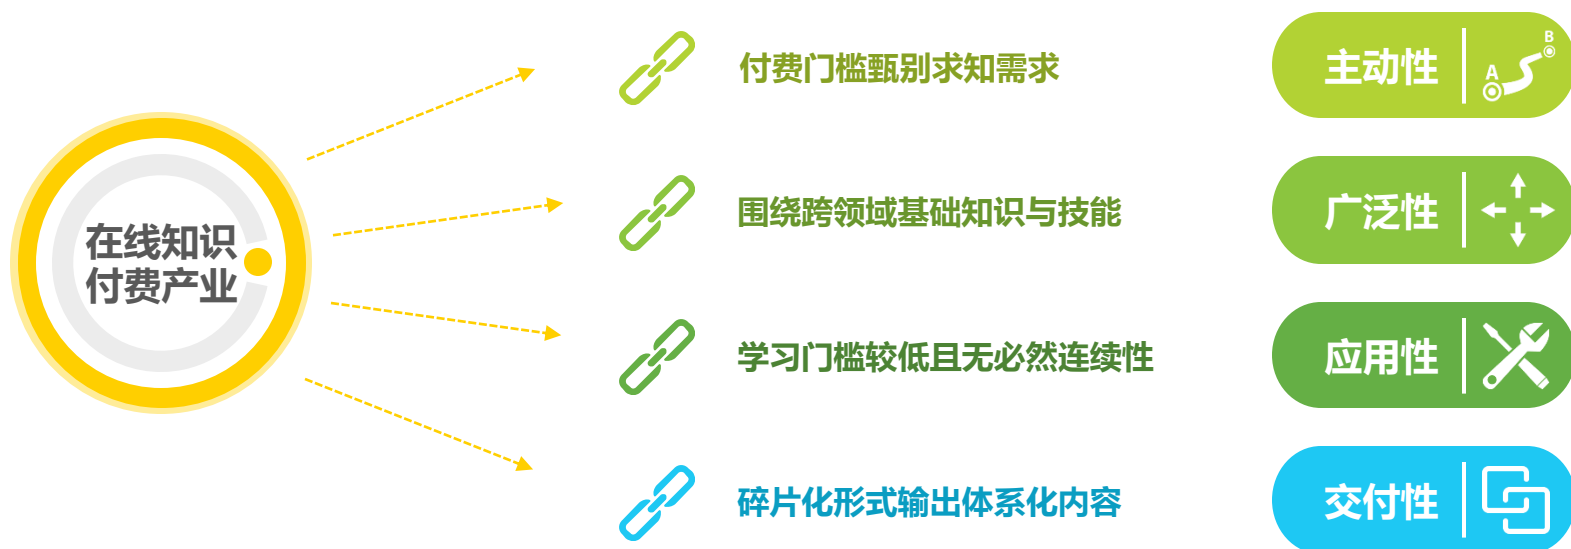 在线知识
付费产业
付费门槛甄别求知需求
主动性
A
B
围绕跨领域基础知识与技能
广泛性
学习门槛较低且无必然连续性
应用性
碎片化形式输出体系化内容
交付性